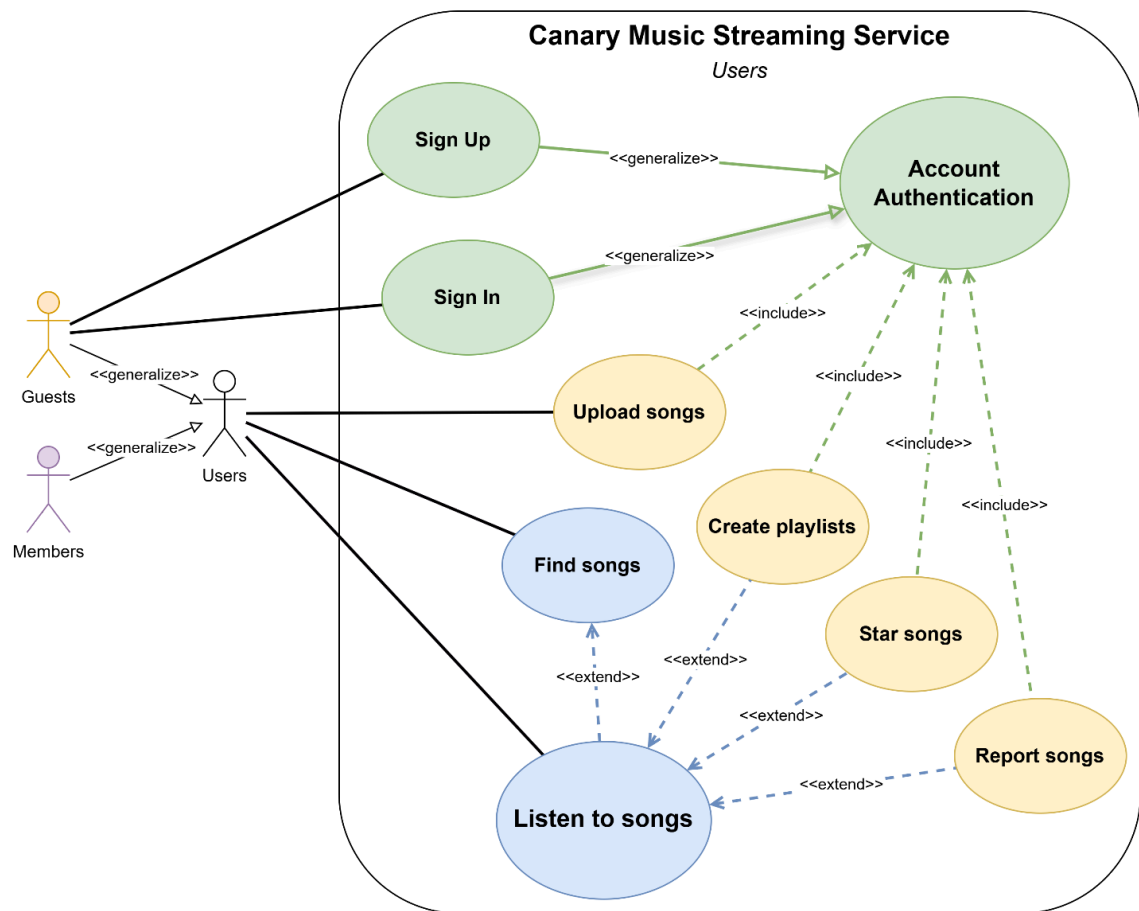 Canary Music Streaming Service
Users
Sign Up
<<generalize>>
Account
Authentication
<<generalize>>
Sign In
<<include>>
Guests
<<generalize>>
<<include>>
Upload songs
<<generalize>>
<<include>>
Users
Members
Create playlists
<<include>>
Find songs
Star songs
<<extend>>
<<extend>>
<<extend>>
Report songs
<<extend>>
Listen to songs